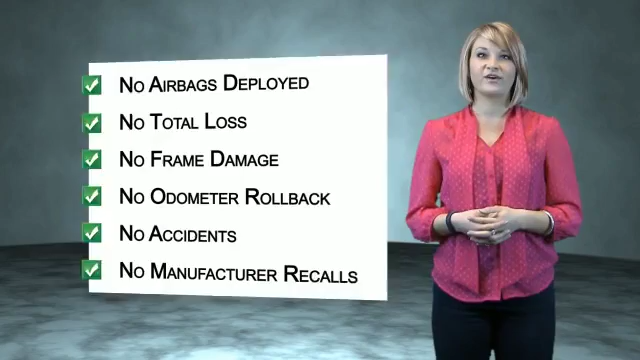 No Airbags Deployed
No Total Loss
No Frame Damage
No Odometer Rollback
No Accidents
No Manufacturer Recalls